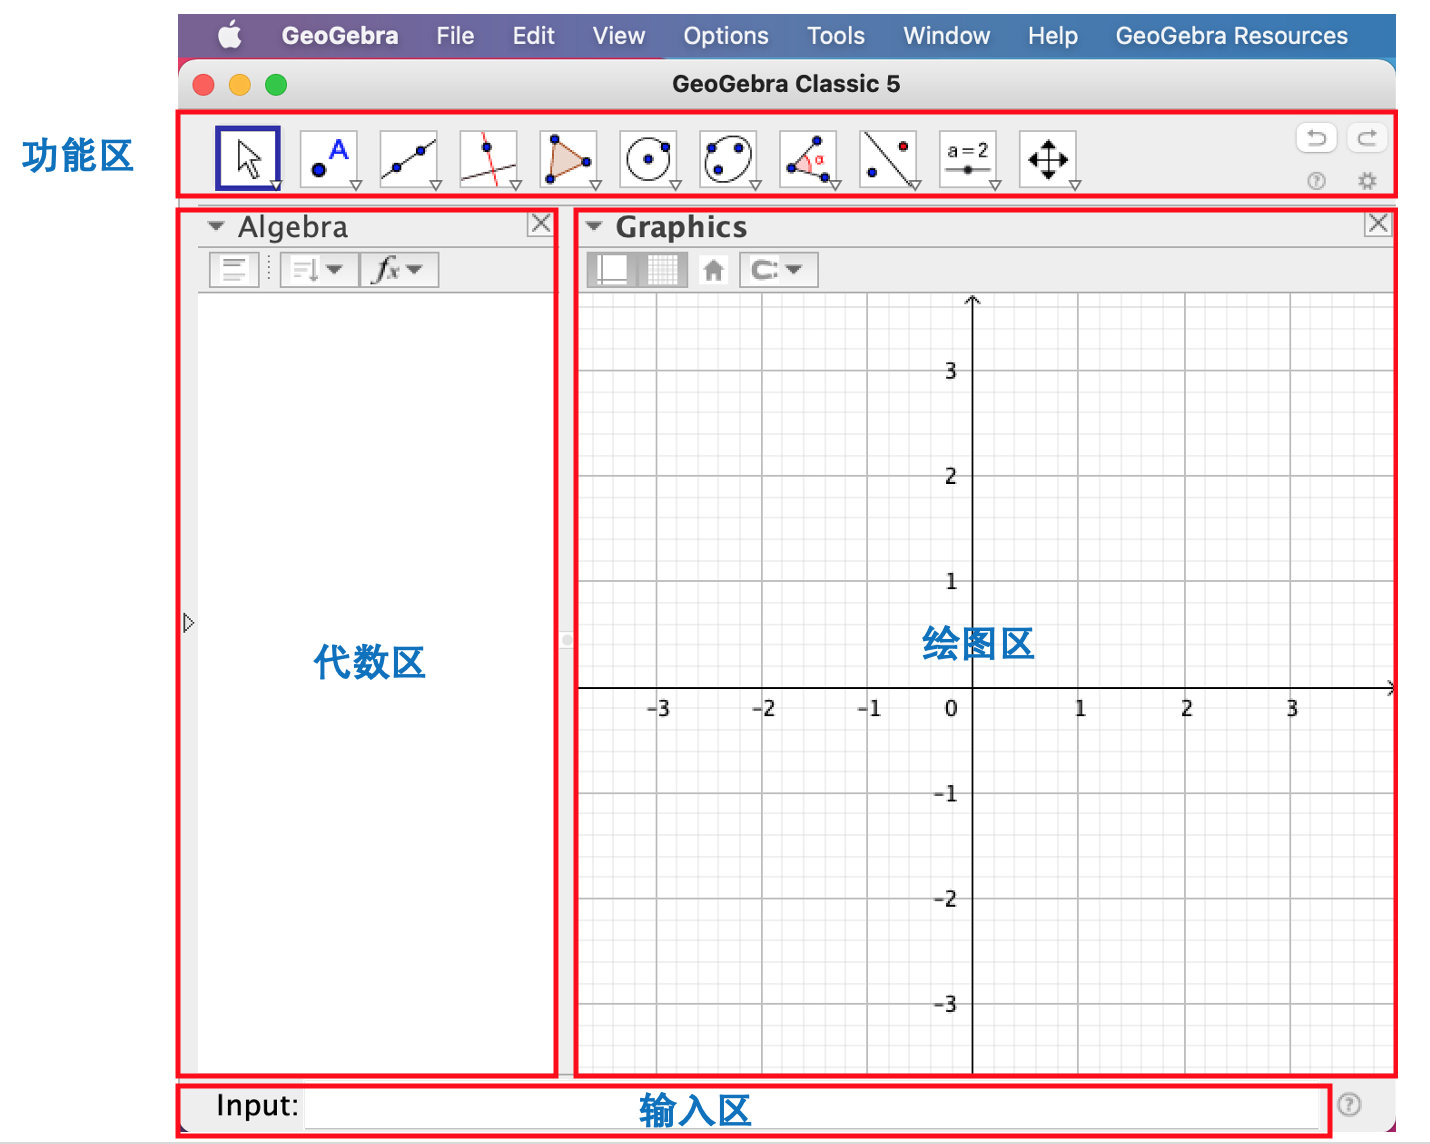 GeoGebra File Edit View Options Tools Window Help GeoGebra Resources
GeoGebra Classic 5
功能区
A
α
a=2
Algebra
Graphics
fx
3
2
1
代数区
绘图区
-3 -2 -1 0 1 2 3
-1
-2
-3
Input:
输入区